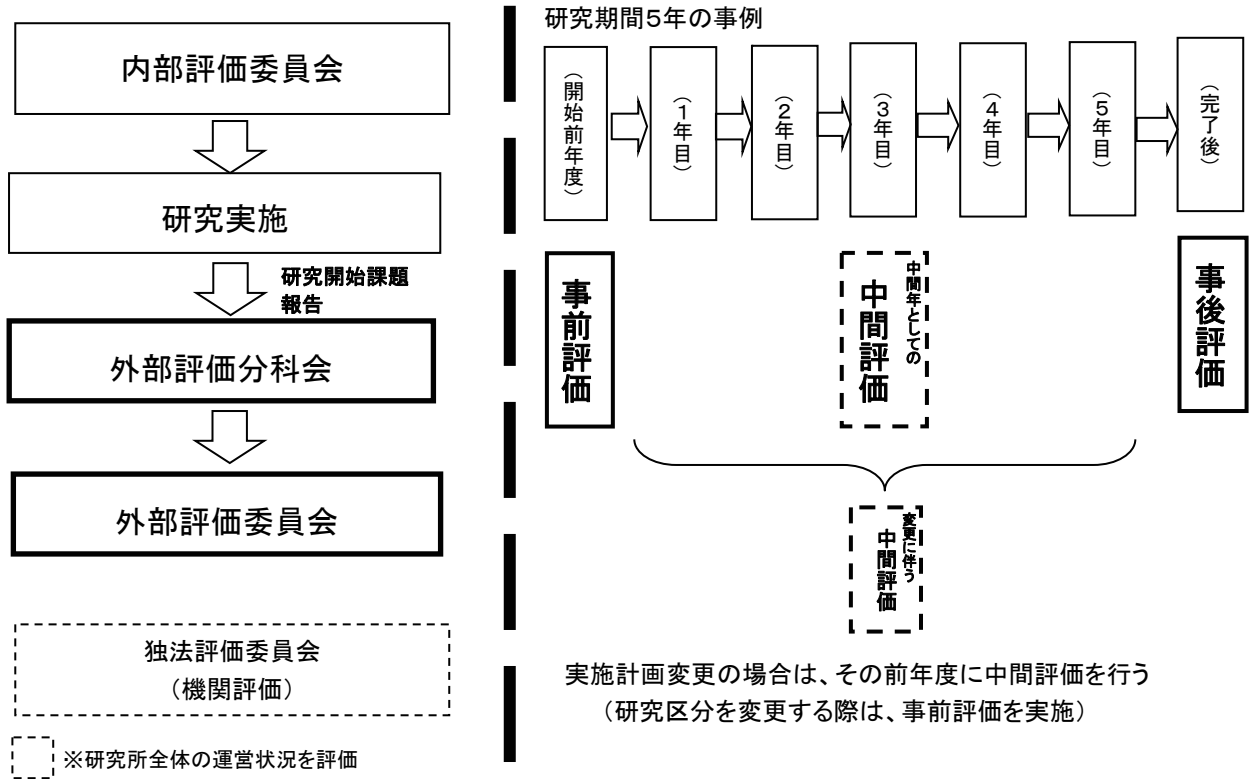 内部評価委員会
研究実施
研究開始課題
報告
外部評価分科会
外部評価委員会
独法評価委員会
(機関評価)
※研究所全体の運営状況を評価
研究期間5年の事例
(開始前年度)
(1年目)
(2年目)
(3年目)
(4年目)
(5年目)
(完了後)
事前評価
中間年としての
中間評価
事後評価
変更に伴う
中間評価
実施計画変更の場合は、その前年度に中間評価を行う
(研究区分を変更する際は、事前評価を実施)